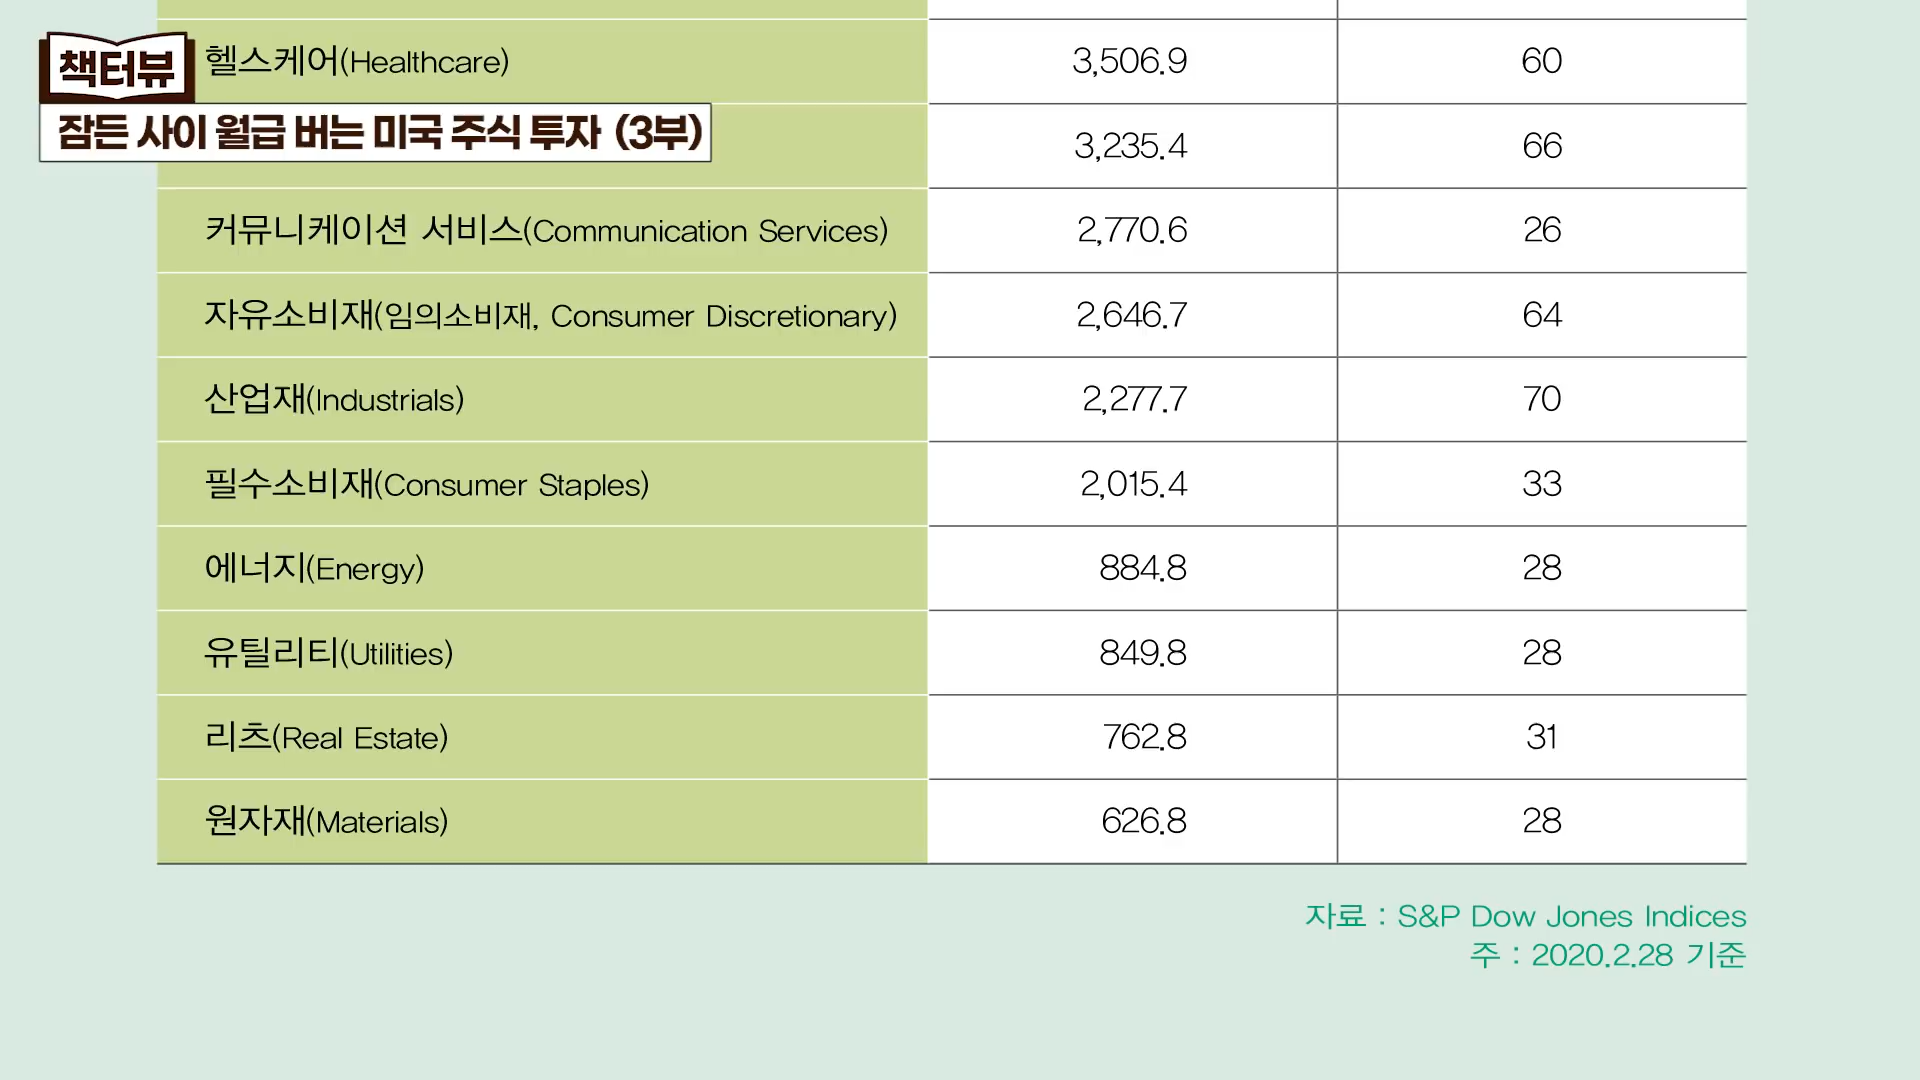 책터뷰
잠든 사이 월급 버는 미국 주식 투자 (3부)
헬스케어(Healthcare) 3,506.9 60
3,235.4 66
커뮤니케이션 서비스(Communication Services) 2,770.6 26
자유소비재(임의소비재, Consumer Discretionary) 2,646.7 64
산업재(Industrials) 2,277.7 70
필수소비재(Consumer Staples) 2,015.4 33
에너지(Energy) 884.8 28
유틸리티(Utilities) 849.8 28
리츠(Real Estate) 762.8 31
원자재(Materials) 626.8 28
자료 : S&P Dow Jones Indices
주 : 2020.2.28 기준